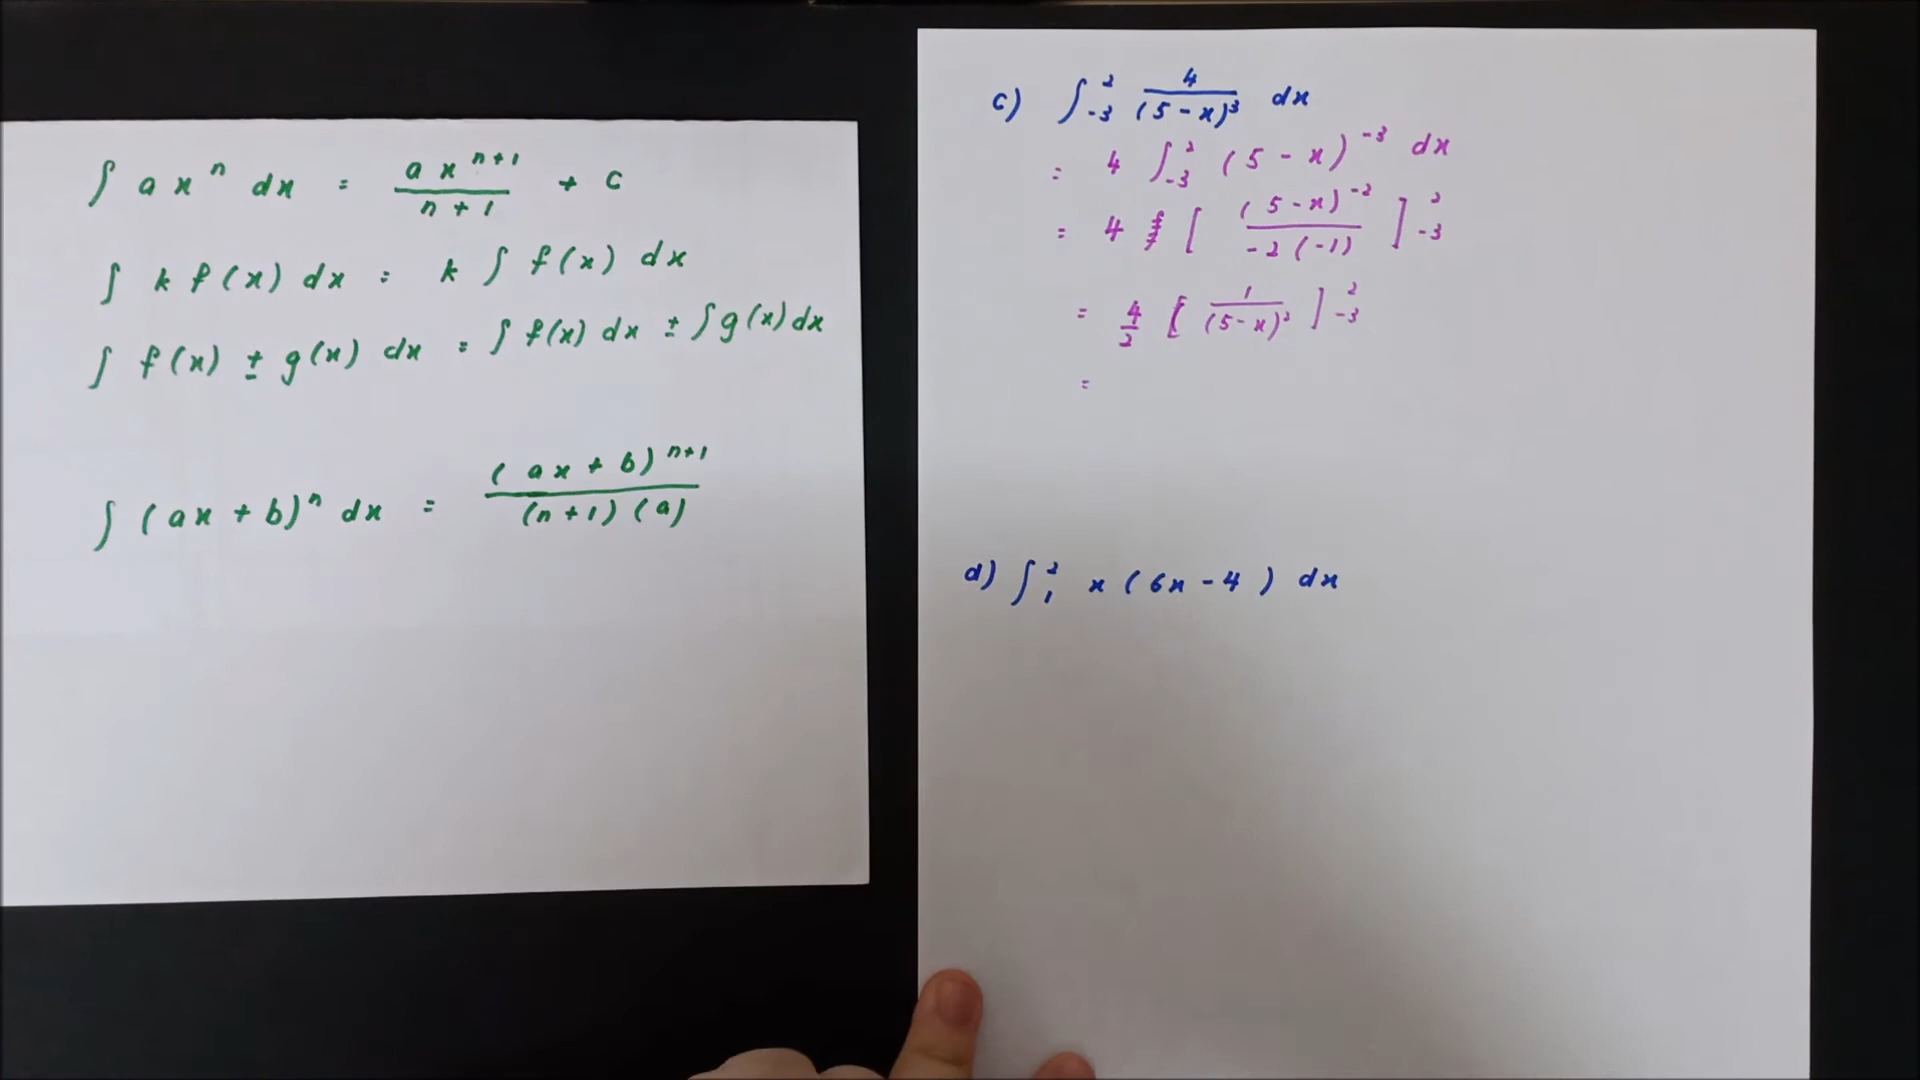 ∫ a x^n dx = a x^(n+1) / n+1 + c
∫ k f(x) dx = k ∫ f(x) dx
∫ f(x) ± g(x) dx = ∫ f(x) dx ± ∫ g(x) dx
∫ (ax + b)^n dx = (ax + b)^(n+1) / (n+1)(a)
c) ∫_-3^2 4 / (5-x)^3 dx
= 4 ∫_-3^2 (5-x)^-3 dx
= 4 [ (5-x)^-2 / -2(-1) ]_-3^2
= 4/2 [ 1 / (5-x)^2 ]_-3^2
=
d) ∫_1^2 x(6x-4) dx